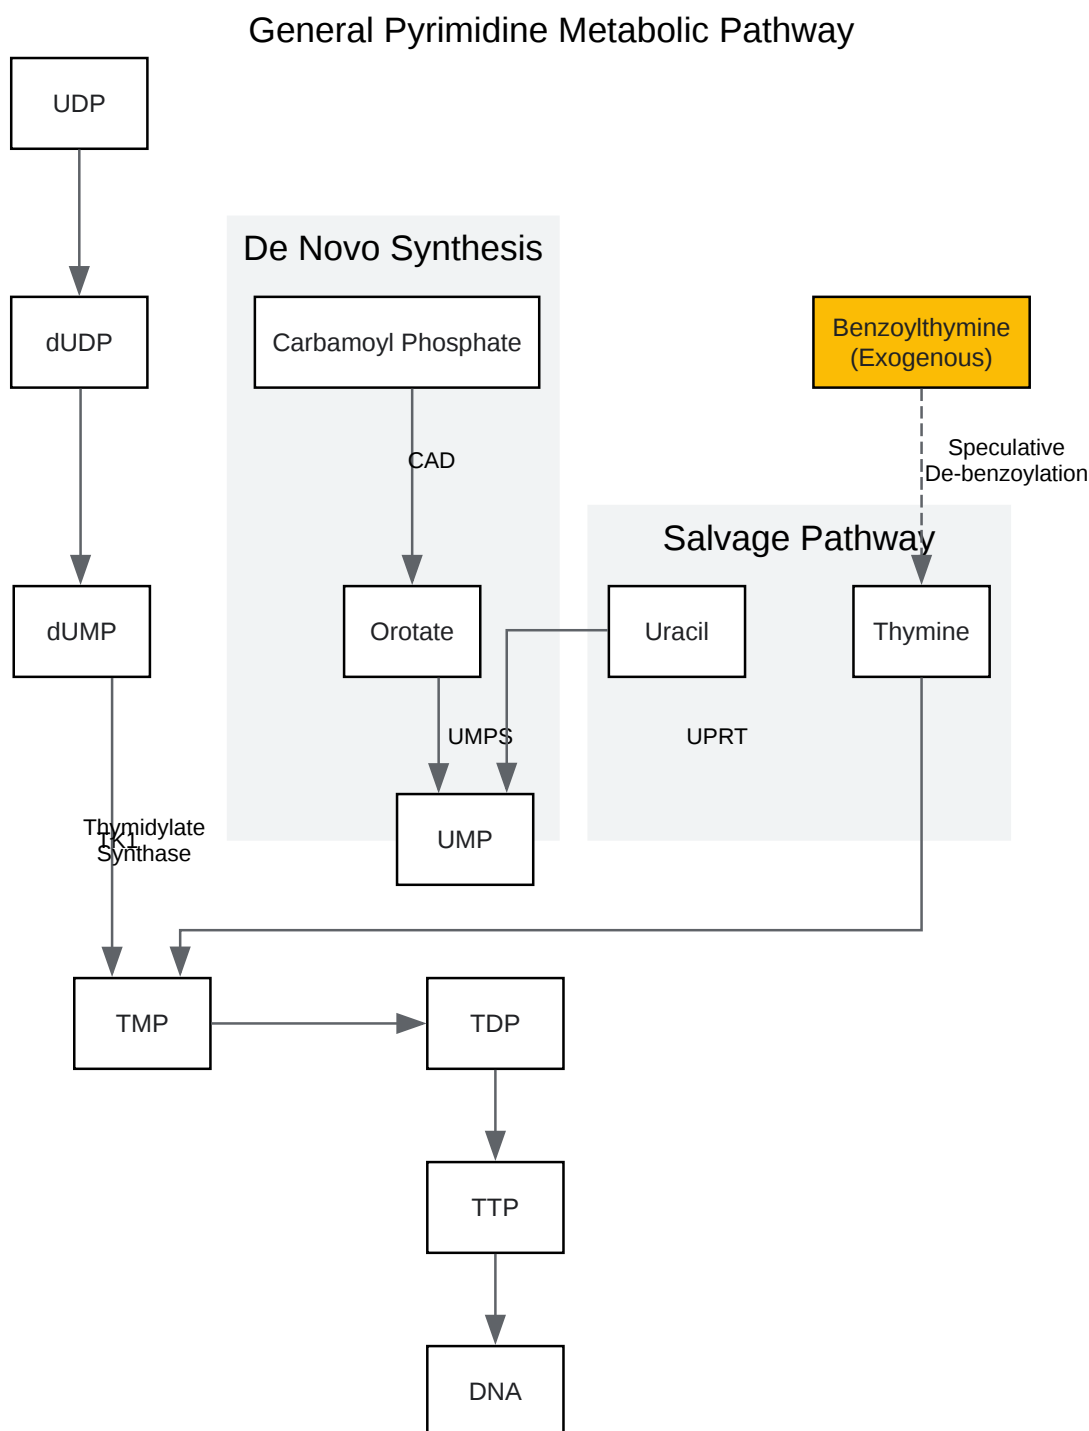 General Pyrimidine Metabolic Pathway
UDP
De Novo Synthesis
dUDP
Carbamoyl Phosphate
Benzoylthymine
(Exogenous)
CAD
Speculative
De-benzoylation
Salvage Pathway
dUMP
Orotate
Uracil
Thymine
UMPS
UPRT
Thymidylate
Synthase
TK1
UMP
TMP
TDP
TTP
DNA